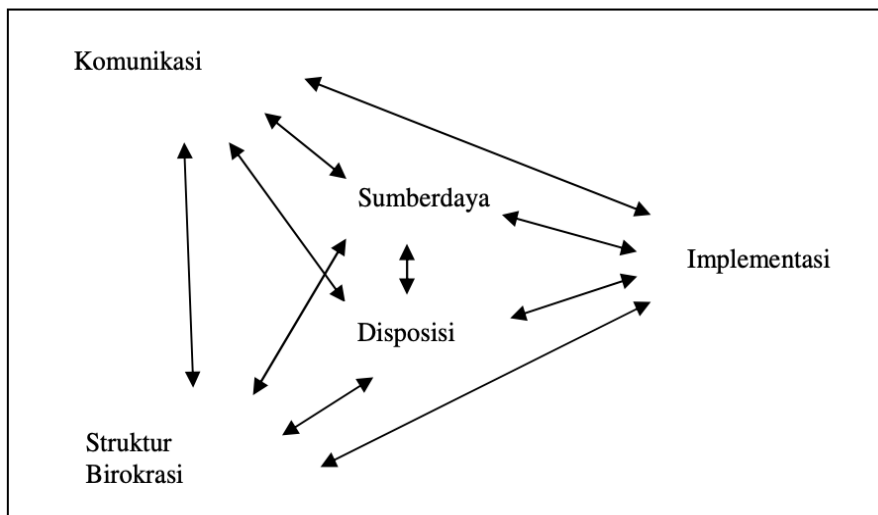 Komunikasi
Sumberdaya
Implementasi
Disposisi
Struktur
Birokrasi